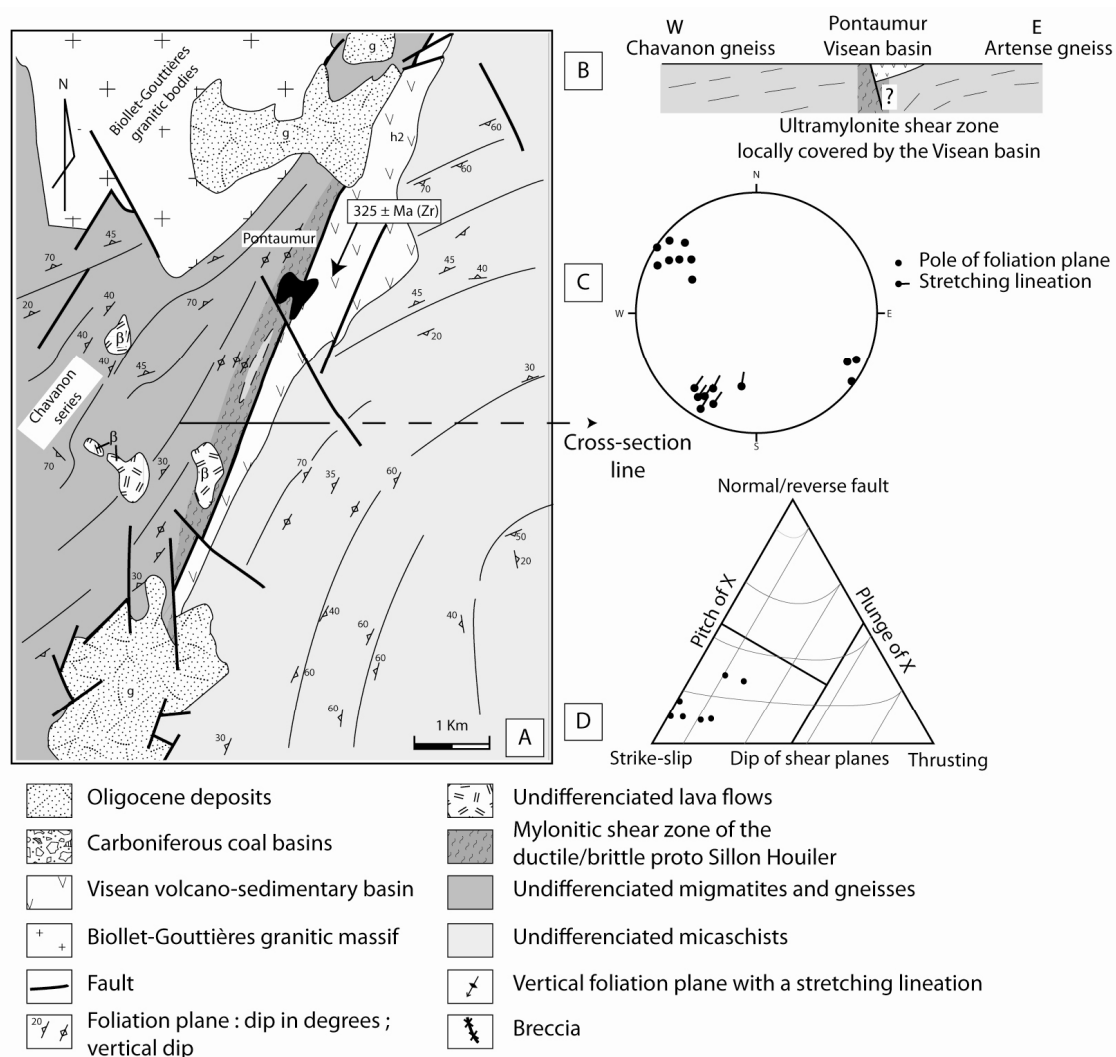 N
Biollet-Gouttières
granitic bodies
g
g
h2
60
60
70
325 ± Ma (Zr)
Pontaumur
45
70
20
40
70
45
40
45
20
β'
40
40
45
Chavanon
series
30
β
70
30
β
70
35
60
50
20
30
40
60
60
60
40
60
30
g
1 Km
A
W
Chavanon gneiss
Pontaumur
Visean basin
E
Artense gneiss
B
?
Ultramylonite shear zone
locally covered by the Visean basin
N
W
E
S
C
Pole of foliation plane
Stretching lineation
Cross-section
line
Normal/reverse fault
Pitch of X
Plunge of X
D
Strike-slip
Dip of shear planes
Thrusting
Oligocene deposits
Carboniferous coal basins
Visean volcano-sedimentary basin
Biollet-Gouttières granitic massif
Fault
20
Foliation plane : dip in degrees ;
vertical dip
Undifferenciated lava flows
Mylonitic shear zone of the
ductile/brittle proto Sillon Houiler
Undifferenciated migmatites and gneisses
Undifferenciated micaschists
Vertical foliation plane with a stretching lineation
Breccia